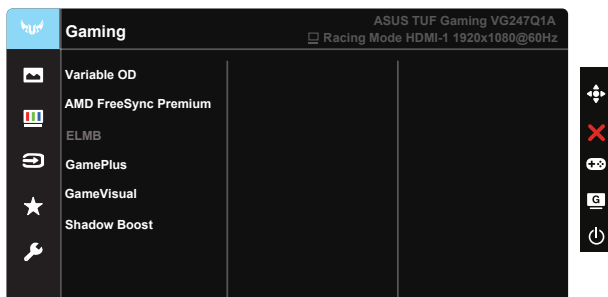 Gaming
ASUS TUF Gaming VG247Q1A
Racing Mode HDMI-1 1920x1080@60Hz
Variable OD
AMD FreeSync Premium
ELMB
GamePlus
GameVisual
Shadow Boost
G